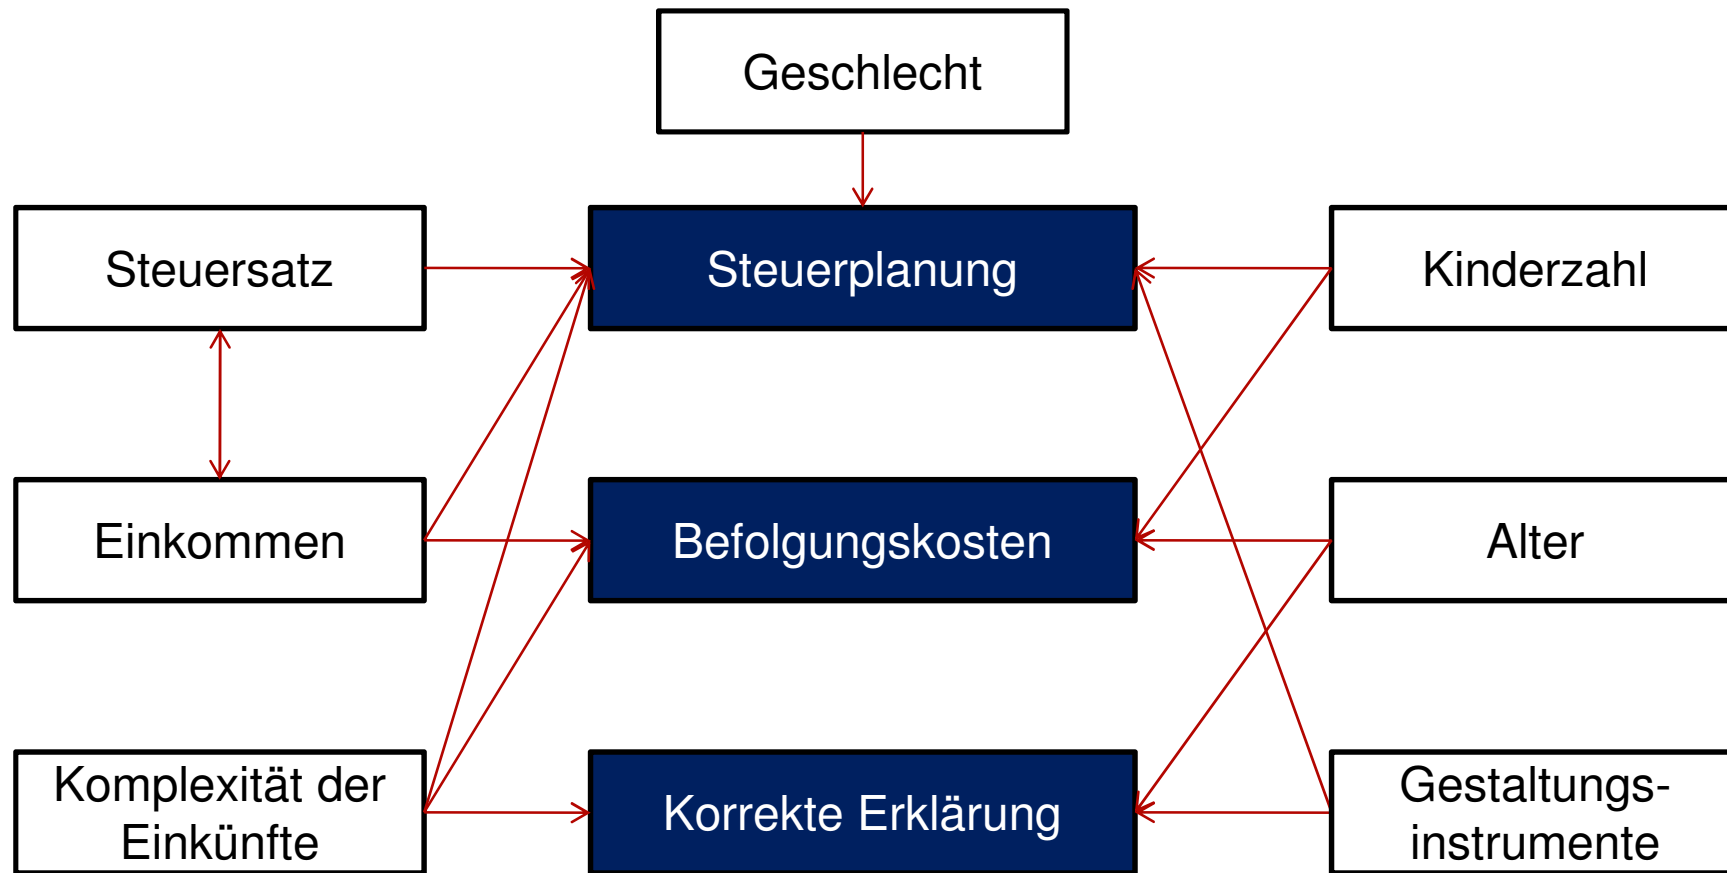 Geschlecht
Steuersatz
Steuerplanung
Kinderzahl
Einkommen
Befolgungskosten
Alter
Komplexität der
Einkünfte
Korrekte Erklärung
Gestaltungs-
instrumente